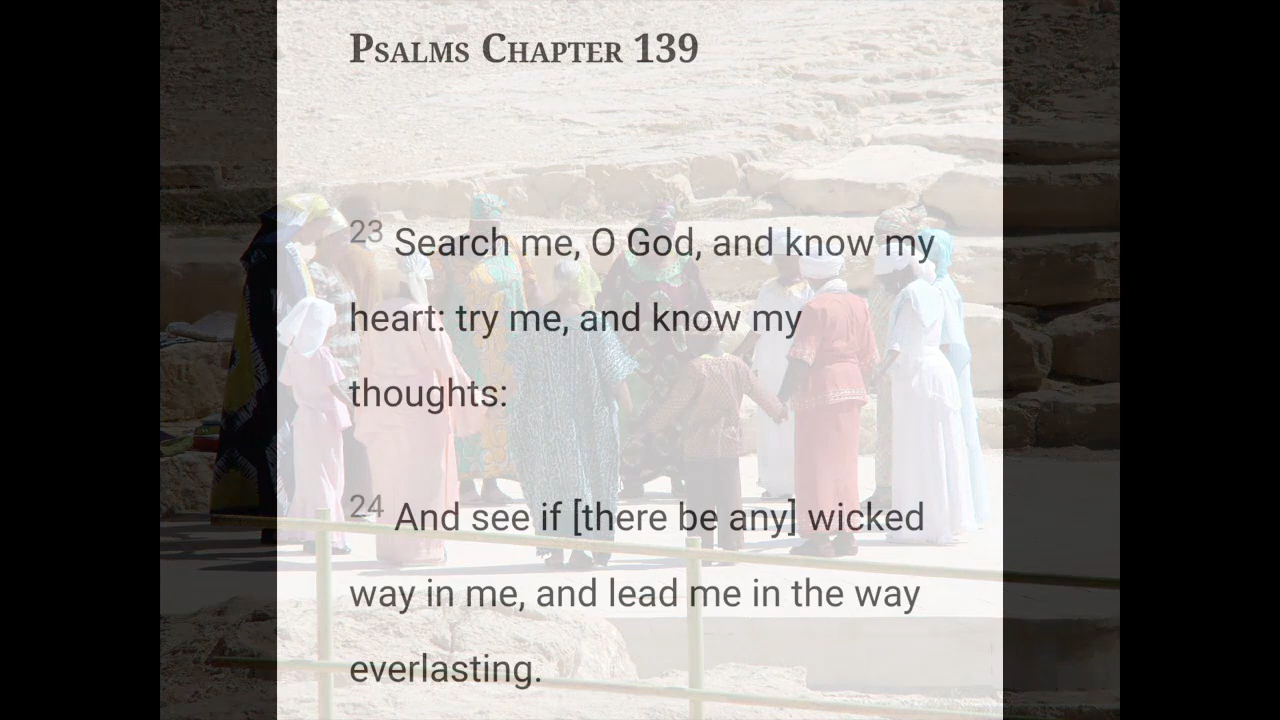 Psalms Chapter 139
23 Search me, O God, and know my
heart: try me, and know my
thoughts:
24 And see if [there be any] wicked
way in me, and lead me in the way
everlasting.